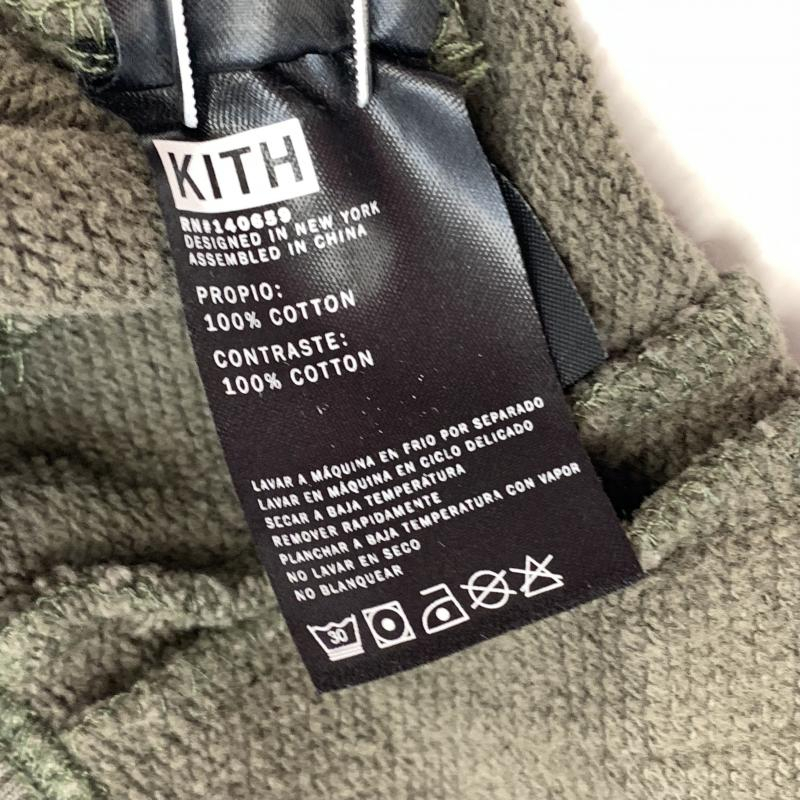 KITH
RN#140659
DESIGNED IN NEW YORK
ASSEMBLED IN CHINA
PROPIO:
100% COTTON
CONTRASTE:
100% COTTON
LAVAR A MÁQUINA EN FRIO POR SEPARADO
LAVAR EN MÁQUINA EN CICLO DELICADO
SECAR A BAJA TEMPERÁTURA
REMOVER RAPIDAMENTE
PLANCHAR A BAJA TEMPERATURA CON VAPOR
NO LAVAR EN SECO
NO BLANQUEAR
30